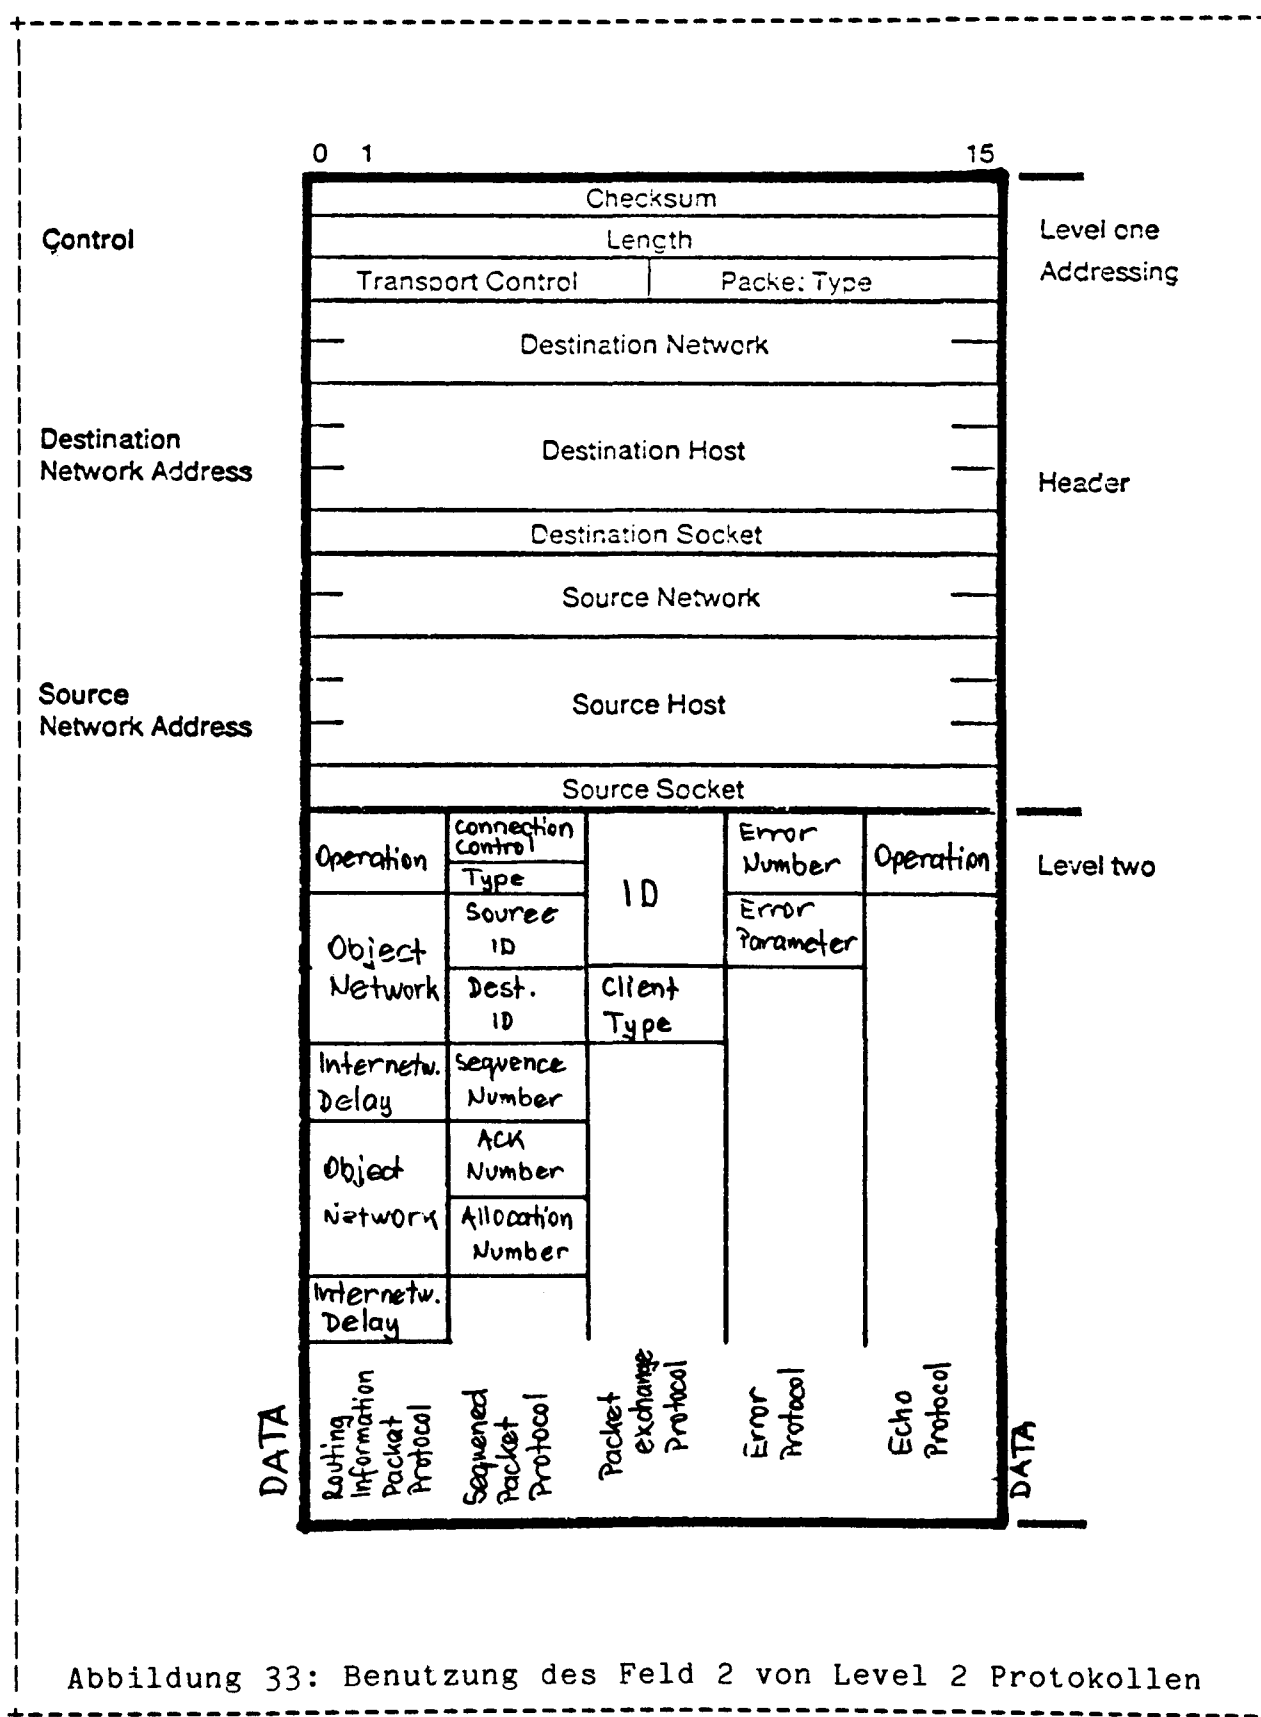 0 1 15
Checksum
Control
Length
Level one
Addressing
Transport Control Packet Type
Destination Network
Destination
Network Address
Destination Host
Header
Destination Socket
Source Network
Source
Network Address
Source Host
Source Socket
Level two
Operation
Object
Network
Internetw.
Delay
Object
Network
Internetw.
Delay
Connection
Control
Type
Source
ID
Dest.
ID
Sequence
Number
ACK
Number
Allocation
Number
ID
Client
Type
Error
Number
Error
Parameter
Operation
DATA
Routing
Information
Packet
Protocol
Sequened
Packet
Protocol
Packet
exchange
Protocol
Error
Protocol
Echo
Protocol
DATA
Abbildung 33: Benutzung des Feld 2 von Level 2 Protokollen